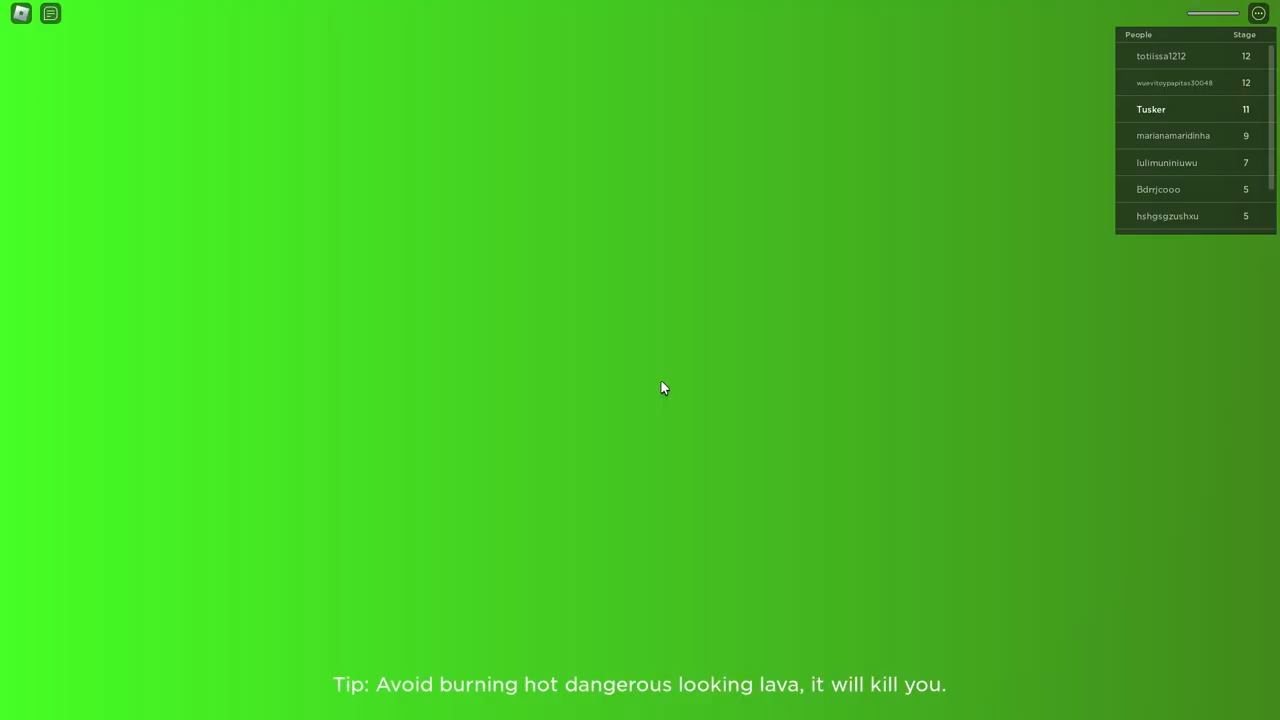 People Stage
totiissa1212 12
wuevitoypapitas30048 12
Tusker 11
marianamaridinha 9
lulimuniniuwu 7
Bdrrjcooo 5
hshgsgzushxu 5
Tip: Avoid burning hot dangerous looking lava, it will kill you.